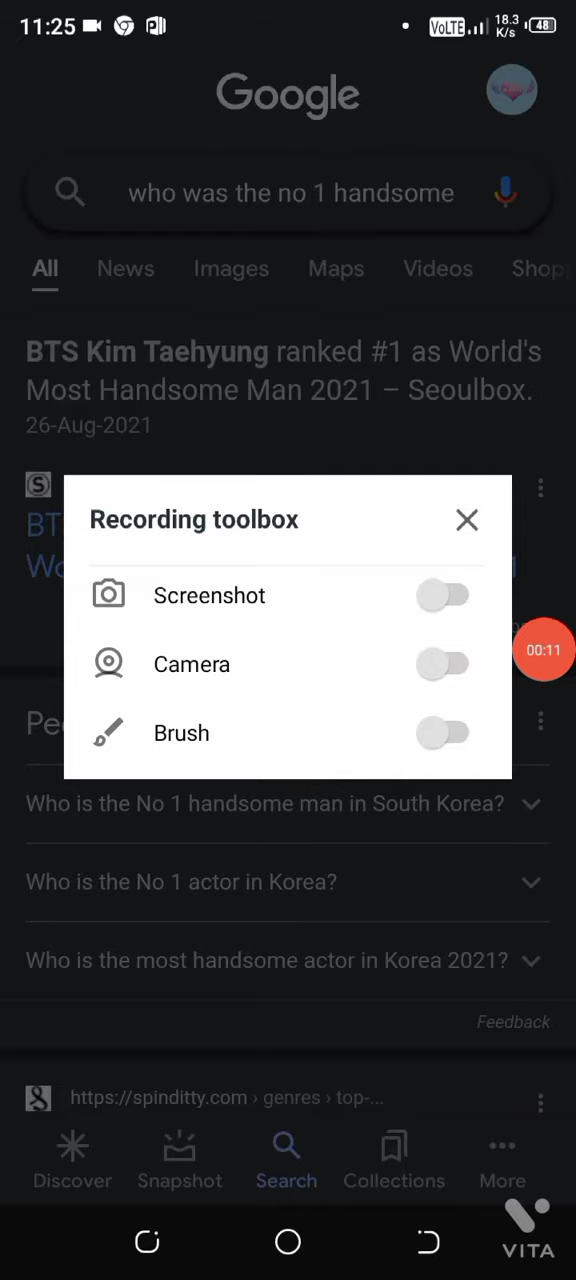 11:25
VoLTE
18.3
K/s
48
Google
who was the no 1 handsome
All News Images Maps Videos Shop
BTS Kim Taehyung ranked #1 as World's
Most Handsome Man 2021 – Seoulbox.
26-Aug-2021
S
BT
Wo
Recording toolbox
Screenshot
Camera
Brush
00:11
Pe
Who is the No 1 handsome man in South Korea?
Who is the No 1 actor in Korea?
Who is the most handsome actor in Korea 2021?
Feedback
https://spinditty.com › genres › top-...
Discover Snapshot Search Collections More
VITA